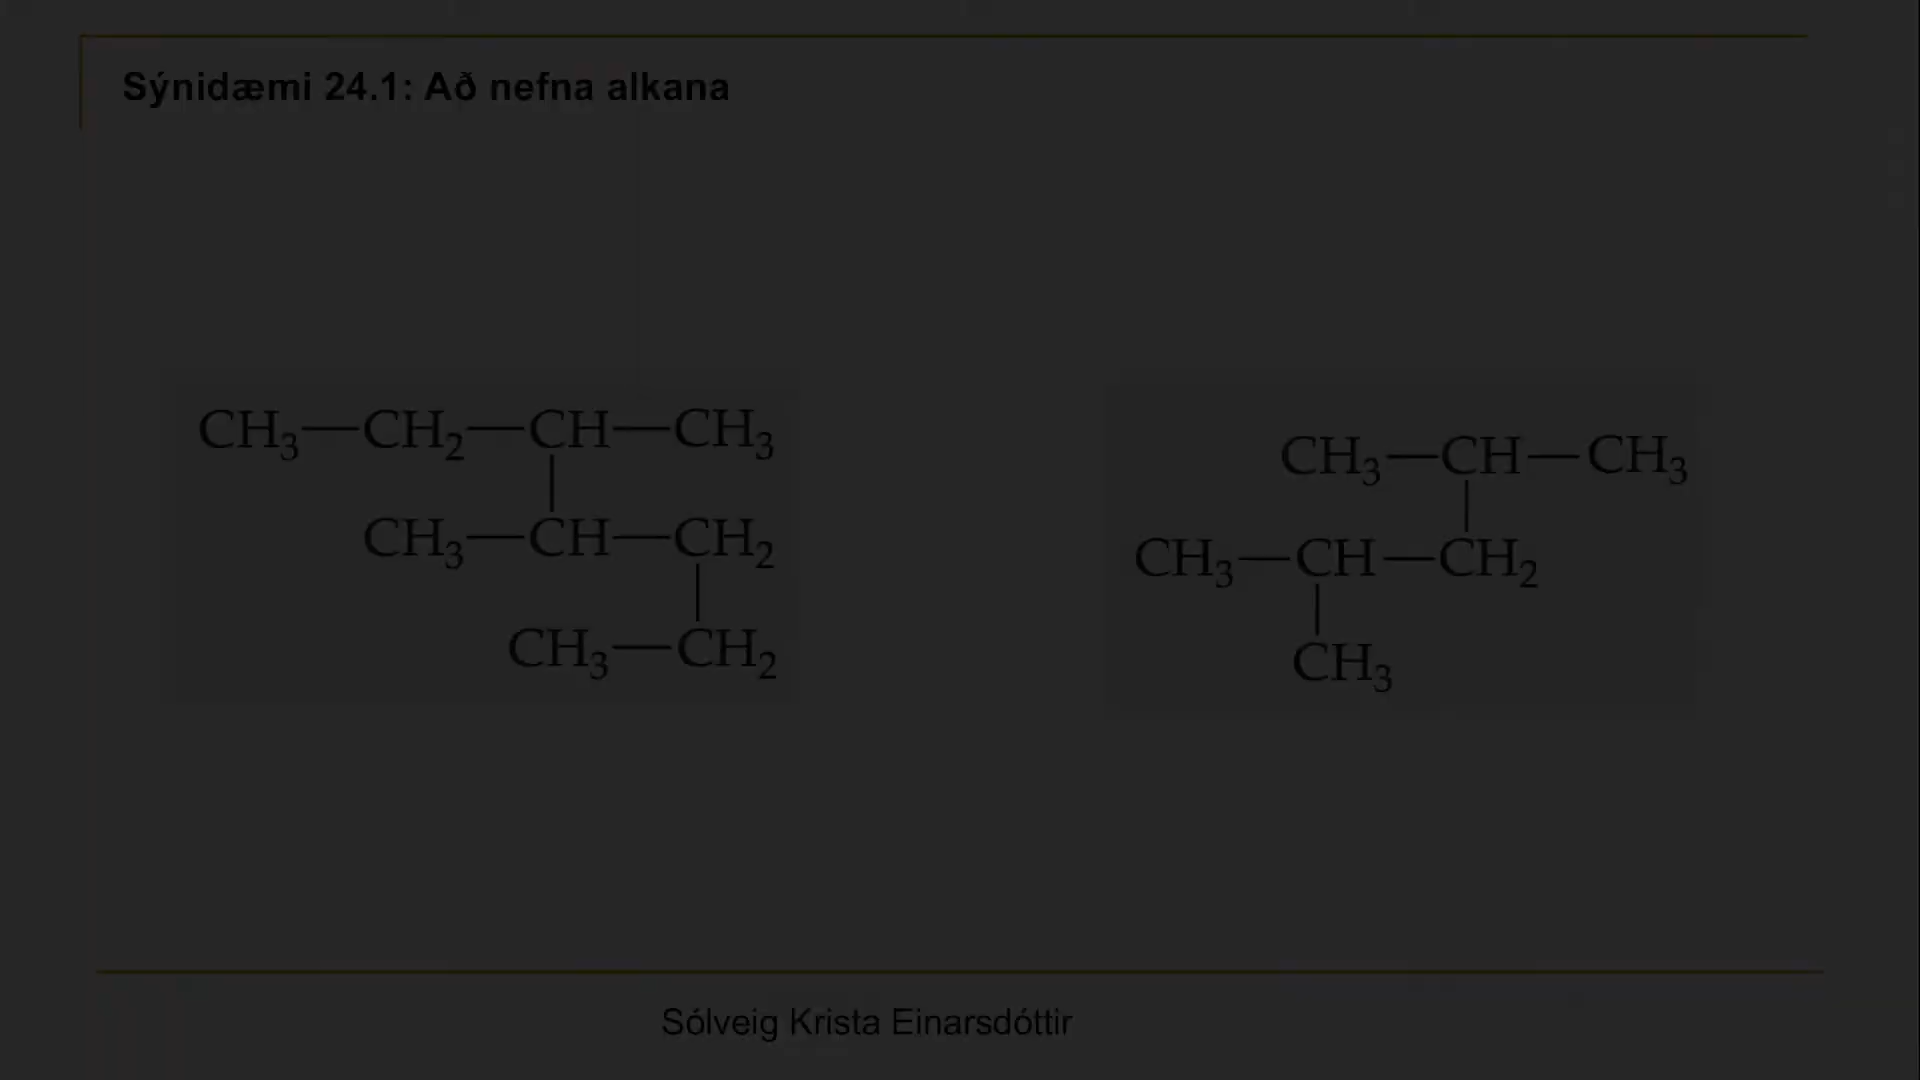 Sýnidæmi 24.1: Að nefna alkana
CH₃—CH₂—CH—CH₃
CH₃—CH—CH₂
CH₃—CH₂
CH₃—CH—CH₃
CH₃—CH—CH₂
CH₃
Sólveig Krista Einarsdóttir